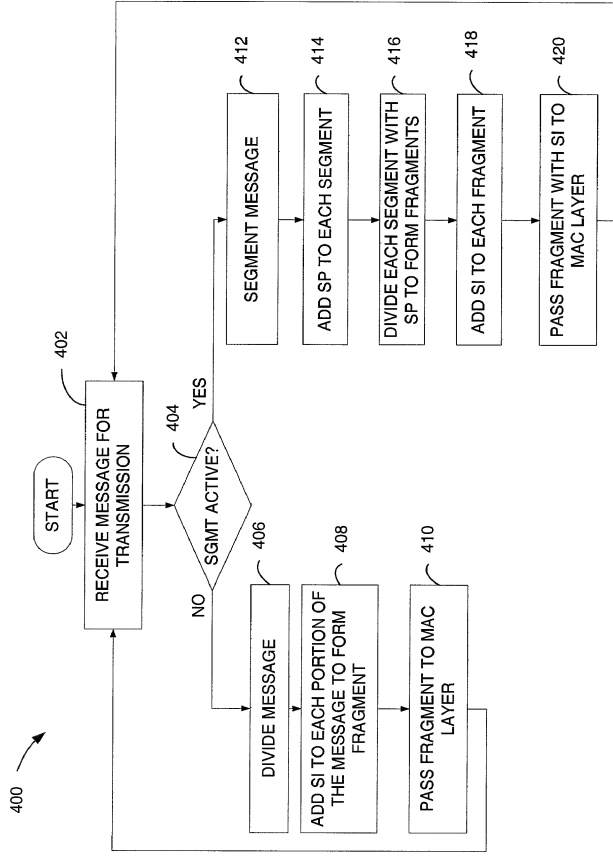 400
START
402
RECEIVE MESSAGE FOR
TRANSMISSION
404
SGMT ACTIVE?
NO
YES
406
DIVIDE MESSAGE
408
ADD SI TO EACH PORTION OF
THE MESSAGE TO FORM
FRAGMENT
410
PASS FRAGMENT TO MAC
LAYER
412
SEGMENT MESSAGE
414
ADD SP TO EACH SEGMENT
416
DIVIDE EACH SEGMENT WITH
SP TO FORM FRAGMENTS
418
ADD SI TO EACH FRAGMENT
420
PASS FRAGMENT WITH SI TO
MAC LAYER